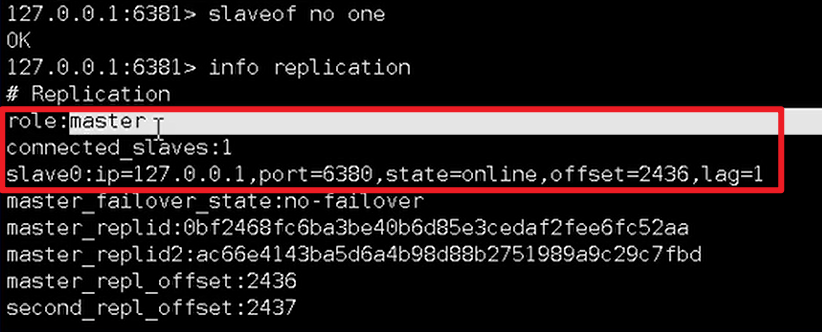 127.0.0.1:6381> slaveof no one
OK
127.0.0.1:6381> info replication
# Replication
role:master
connected_slaves:1
slave0:ip=127.0.0.1,port=6380,state=online,offset=2436,lag=1
master_failover_state:no-failover
master_replid:0bf2468fc6ba3be40b6d85e3cedaf2fee6fc52aa
master_replid2:ac66e4143ba5d6a4b98d88b2751989a9c29c7fbd
master_repl_offset:2436
second_repl_offset:2437